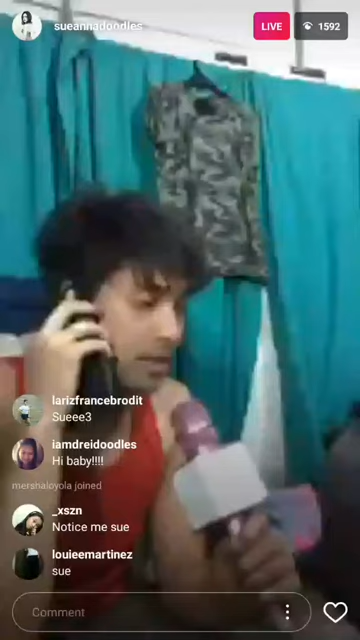 sueannadoodles
LIVE
1592
larizfrancebrodit
Sueee3
iamdreidoodles
Hi baby!!!!
mershaloyola joined
_xszn
Notice me sue
louieemartinez
sue
Comment